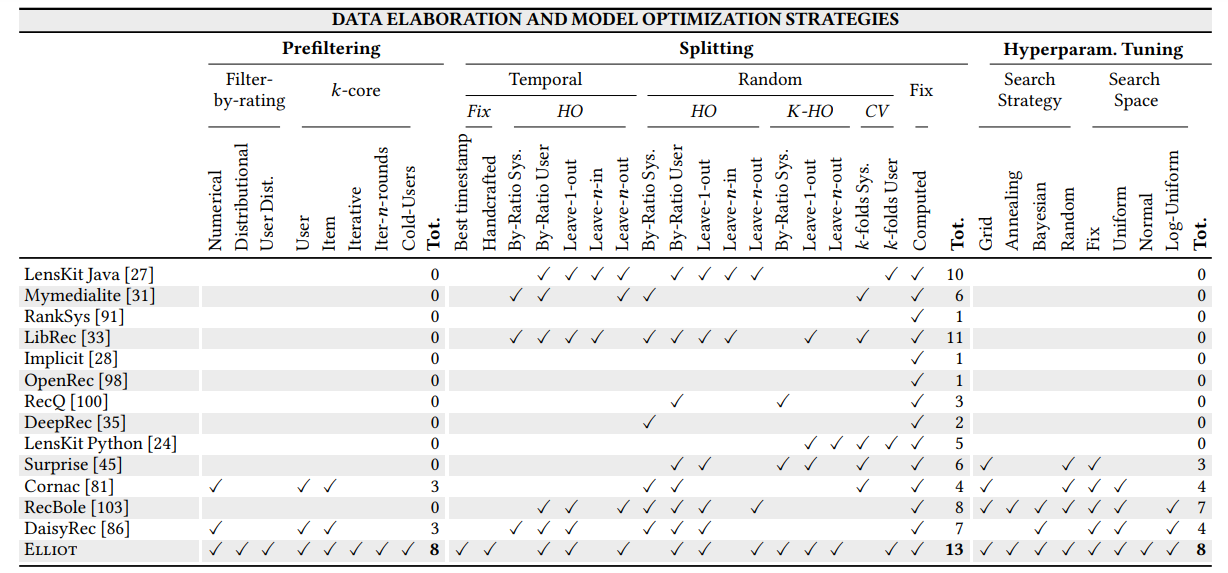 DATA ELABORATION AND MODEL OPTIMIZATION STRATEGIES
Prefiltering Splitting Hyperparam. Tuning
Filter-by-rating k-core Temporal Random Fix Search Strategy Search Space
Fix HO HO K-HO CV
Numerical Distributional User Dist. User Item Iterative Iter-n-rounds Cold-Users Tot. Best timestamp Handcrafted By-Ratio Sys. By-Ratio User Leave-1-out Leave-n-in Leave-n-out By-Ratio Sys. By-Ratio User Leave-1-out Leave-n-in Leave-n-out By-Ratio Sys. Leave-1-out Leave-n-out k-folds Sys. k-folds User Computed Tot. Grid Annealing Bayesian Random Fix Uniform Normal Log-Uniform Tot.
LensKit Java [27] 0 ✓ ✓ ✓ ✓ ✓ ✓ ✓ ✓ ✓ ✓ 10 0
Mymedialite [31] 0 ✓ ✓ ✓ ✓ ✓ ✓ 6 0
RankSys [91] 0 ✓ 1 0
LibRec [33] 0 ✓ ✓ ✓ ✓ ✓ ✓ ✓ ✓ ✓ ✓ ✓ 11 0
Implicit [28] 0 ✓ 1 0
OpenRec [98] 0 ✓ 1 0
RecQ [100] 0 ✓ ✓ ✓ 3 0
DeepRec [35] 0 ✓ ✓ 2 0
LensKit Python [24] 0 ✓ ✓ ✓ ✓ ✓ 5 0
Surprise [45] 0 ✓ ✓ ✓ ✓ ✓ ✓ 6 ✓ ✓ ✓ 3
Cornac [81] ✓ ✓ ✓ 3 ✓ ✓ ✓ ✓ 4 ✓ ✓ ✓ ✓ 4
RecBole [103] 0 ✓ ✓ ✓ ✓ ✓ ✓ ✓ ✓ 8 ✓ ✓ ✓ ✓ ✓ ✓ ✓ 7
DaisyRec [86] ✓ ✓ ✓ 3 ✓ ✓ ✓ ✓ ✓ ✓ ✓ 7 ✓ ✓ ✓ ✓ 4
ELLIOT ✓ ✓ ✓ ✓ ✓ ✓ ✓ ✓ 8 ✓ ✓ ✓ ✓ ✓ ✓ ✓ ✓ ✓ ✓ ✓ ✓ ✓ 13 ✓ ✓ ✓ ✓ ✓ ✓ ✓ ✓ 8